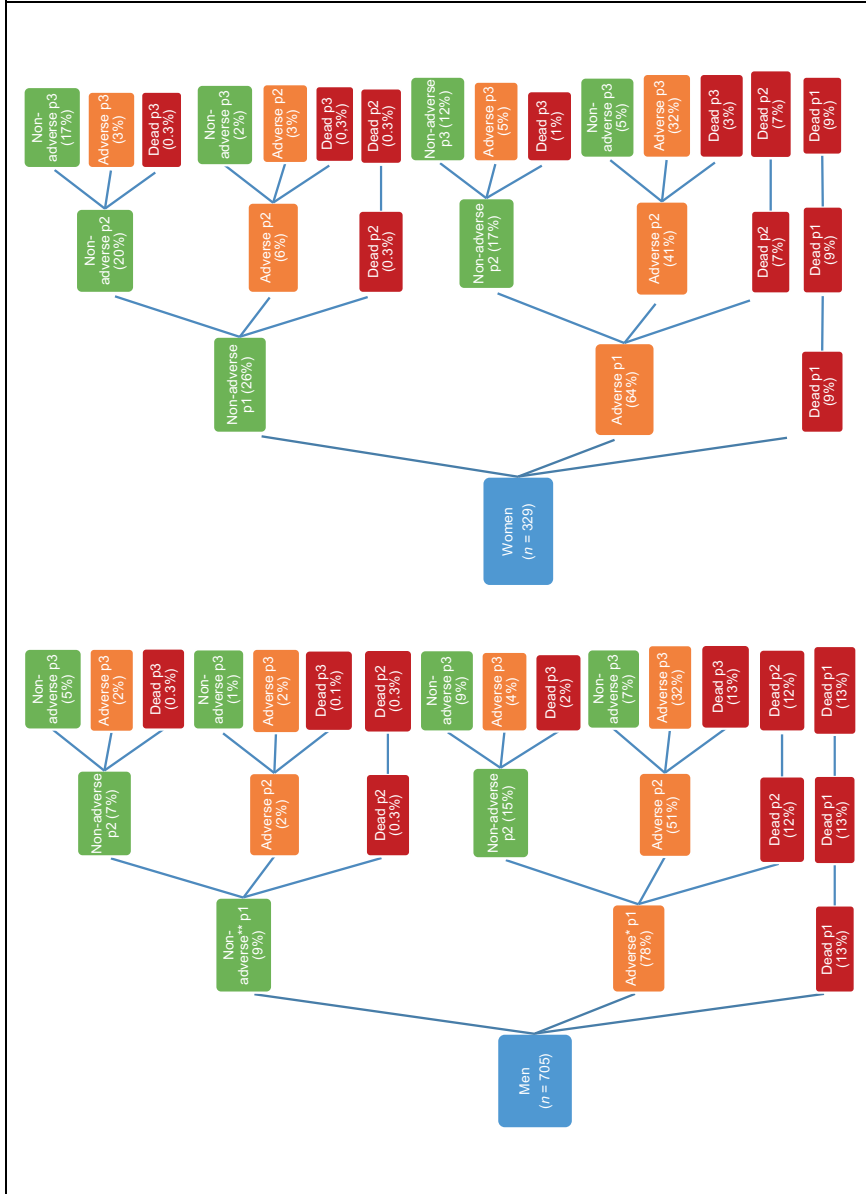 Men
(n = 705)
Non-
adverse** p1
(9%)
Adverse* p1
(78%)
Dead p1
(13%)
Non-adverse
p2 (7%)
Adverse p2
(2%)
Dead p2
(0.3%)
Non-adverse
p2 (15%)
Adverse p2
(51%)
Dead p2
(12%)
Dead p1
(13%)
Non-
adverse p3
(5%)
Adverse p3
(2%)
Dead p3
(0.3%)
Non-
adverse p3
(1%)
Adverse p3
(2%)
Dead p3
(0.1%)
Dead p2
(0.3%)
Non-
adverse p3
(9%)
Adverse p3
(4%)
Dead p3
(2%)
Non-
adverse p3
(7%)
Adverse p3
(32%)
Dead p3
(13%)
Dead p2
(12%)
Dead p1
(13%)
Women
(n = 329)
Non-adverse
p1 (26%)
Adverse p1
(64%)
Dead p1
(9%)
Non-
adverse p2
(20%)
Adverse p2
(6%)
Dead p2
(0.3%)
Non-adverse
p2 (17%)
Adverse p2
(41%)
Dead p2
(7%)
Dead p1
(9%)
Non-
adverse p3
(17%)
Adverse p3
(3%)
Dead p3
(0.3%)
Non-
adverse p3
(2%)
Adverse p2
(3%)
Dead p3
(0.3%)
Dead p2
(0.3%)
Non-adverse
p3 (12%)
Adverse p3
(5%)
Dead p3
(1%)
Non-
adverse p3
(5%)
Adverse p3
(32%)
Dead p3
(3%)
Dead p2
(7%)
Dead p1
(9%)